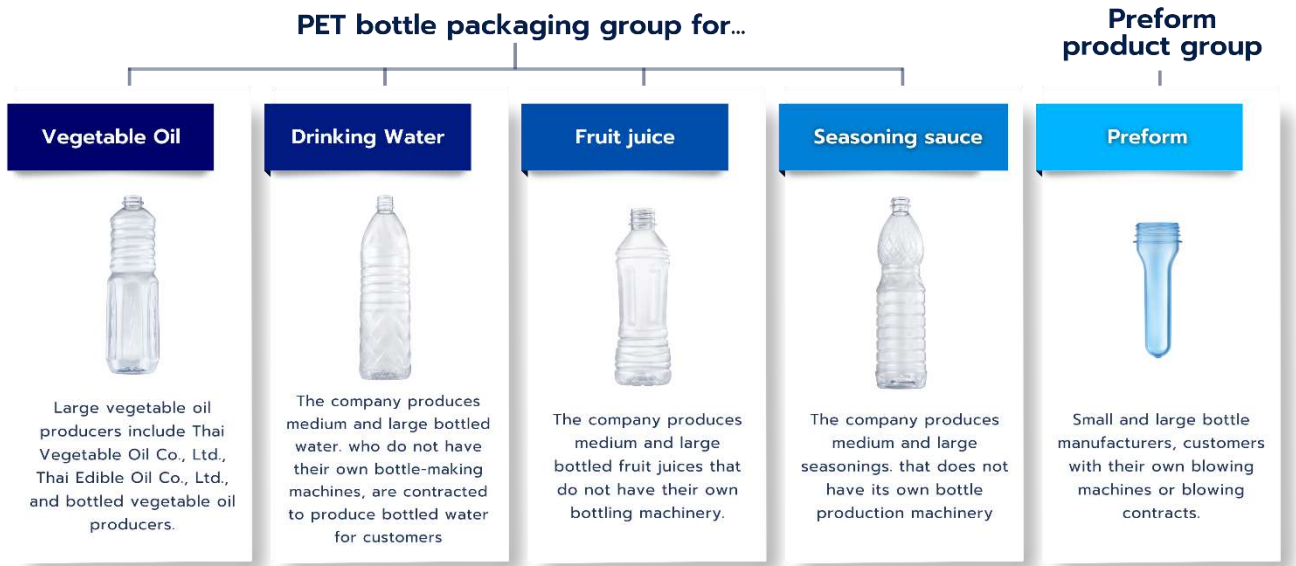 PET bottle packaging group for...
Preform
product group
Vegetable Oil
Drinking Water
Fruit juice
Seasoning sauce
Preform
Large vegetable oil
producers include Thai
Vegetable Oil Co., Ltd.,
Thai Edible Oil Co., Ltd.,
and bottled vegetable oil
producers.
The company produces
medium and large bottled
water. who do not have
their own bottle-making
machines, are contracted
to produce bottled water
for customers
The company produces
medium and large
bottled fruit juices that
do not have their own
bottling machinery.
The company produces
medium and large
seasonings. that does not
have its own bottle
production machinery
Small and large bottle
manufacturers, customers
with their own blowing
machines or blowing
contracts.